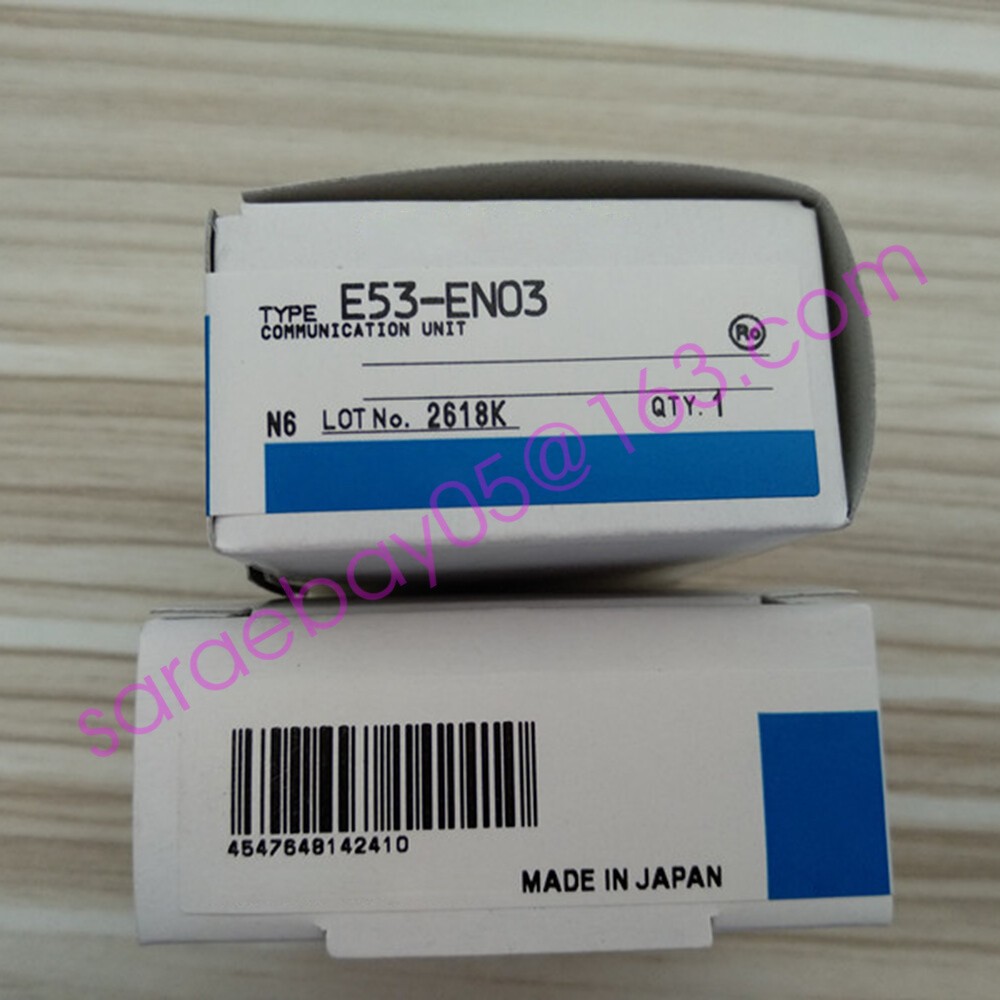 TYPE E53-EN03
COMMUNICATION UNIT
Ro
N6 LOT No. 2618K QTY. 1
saraebay05@163.com
4547648142410
MADE IN JAPAN